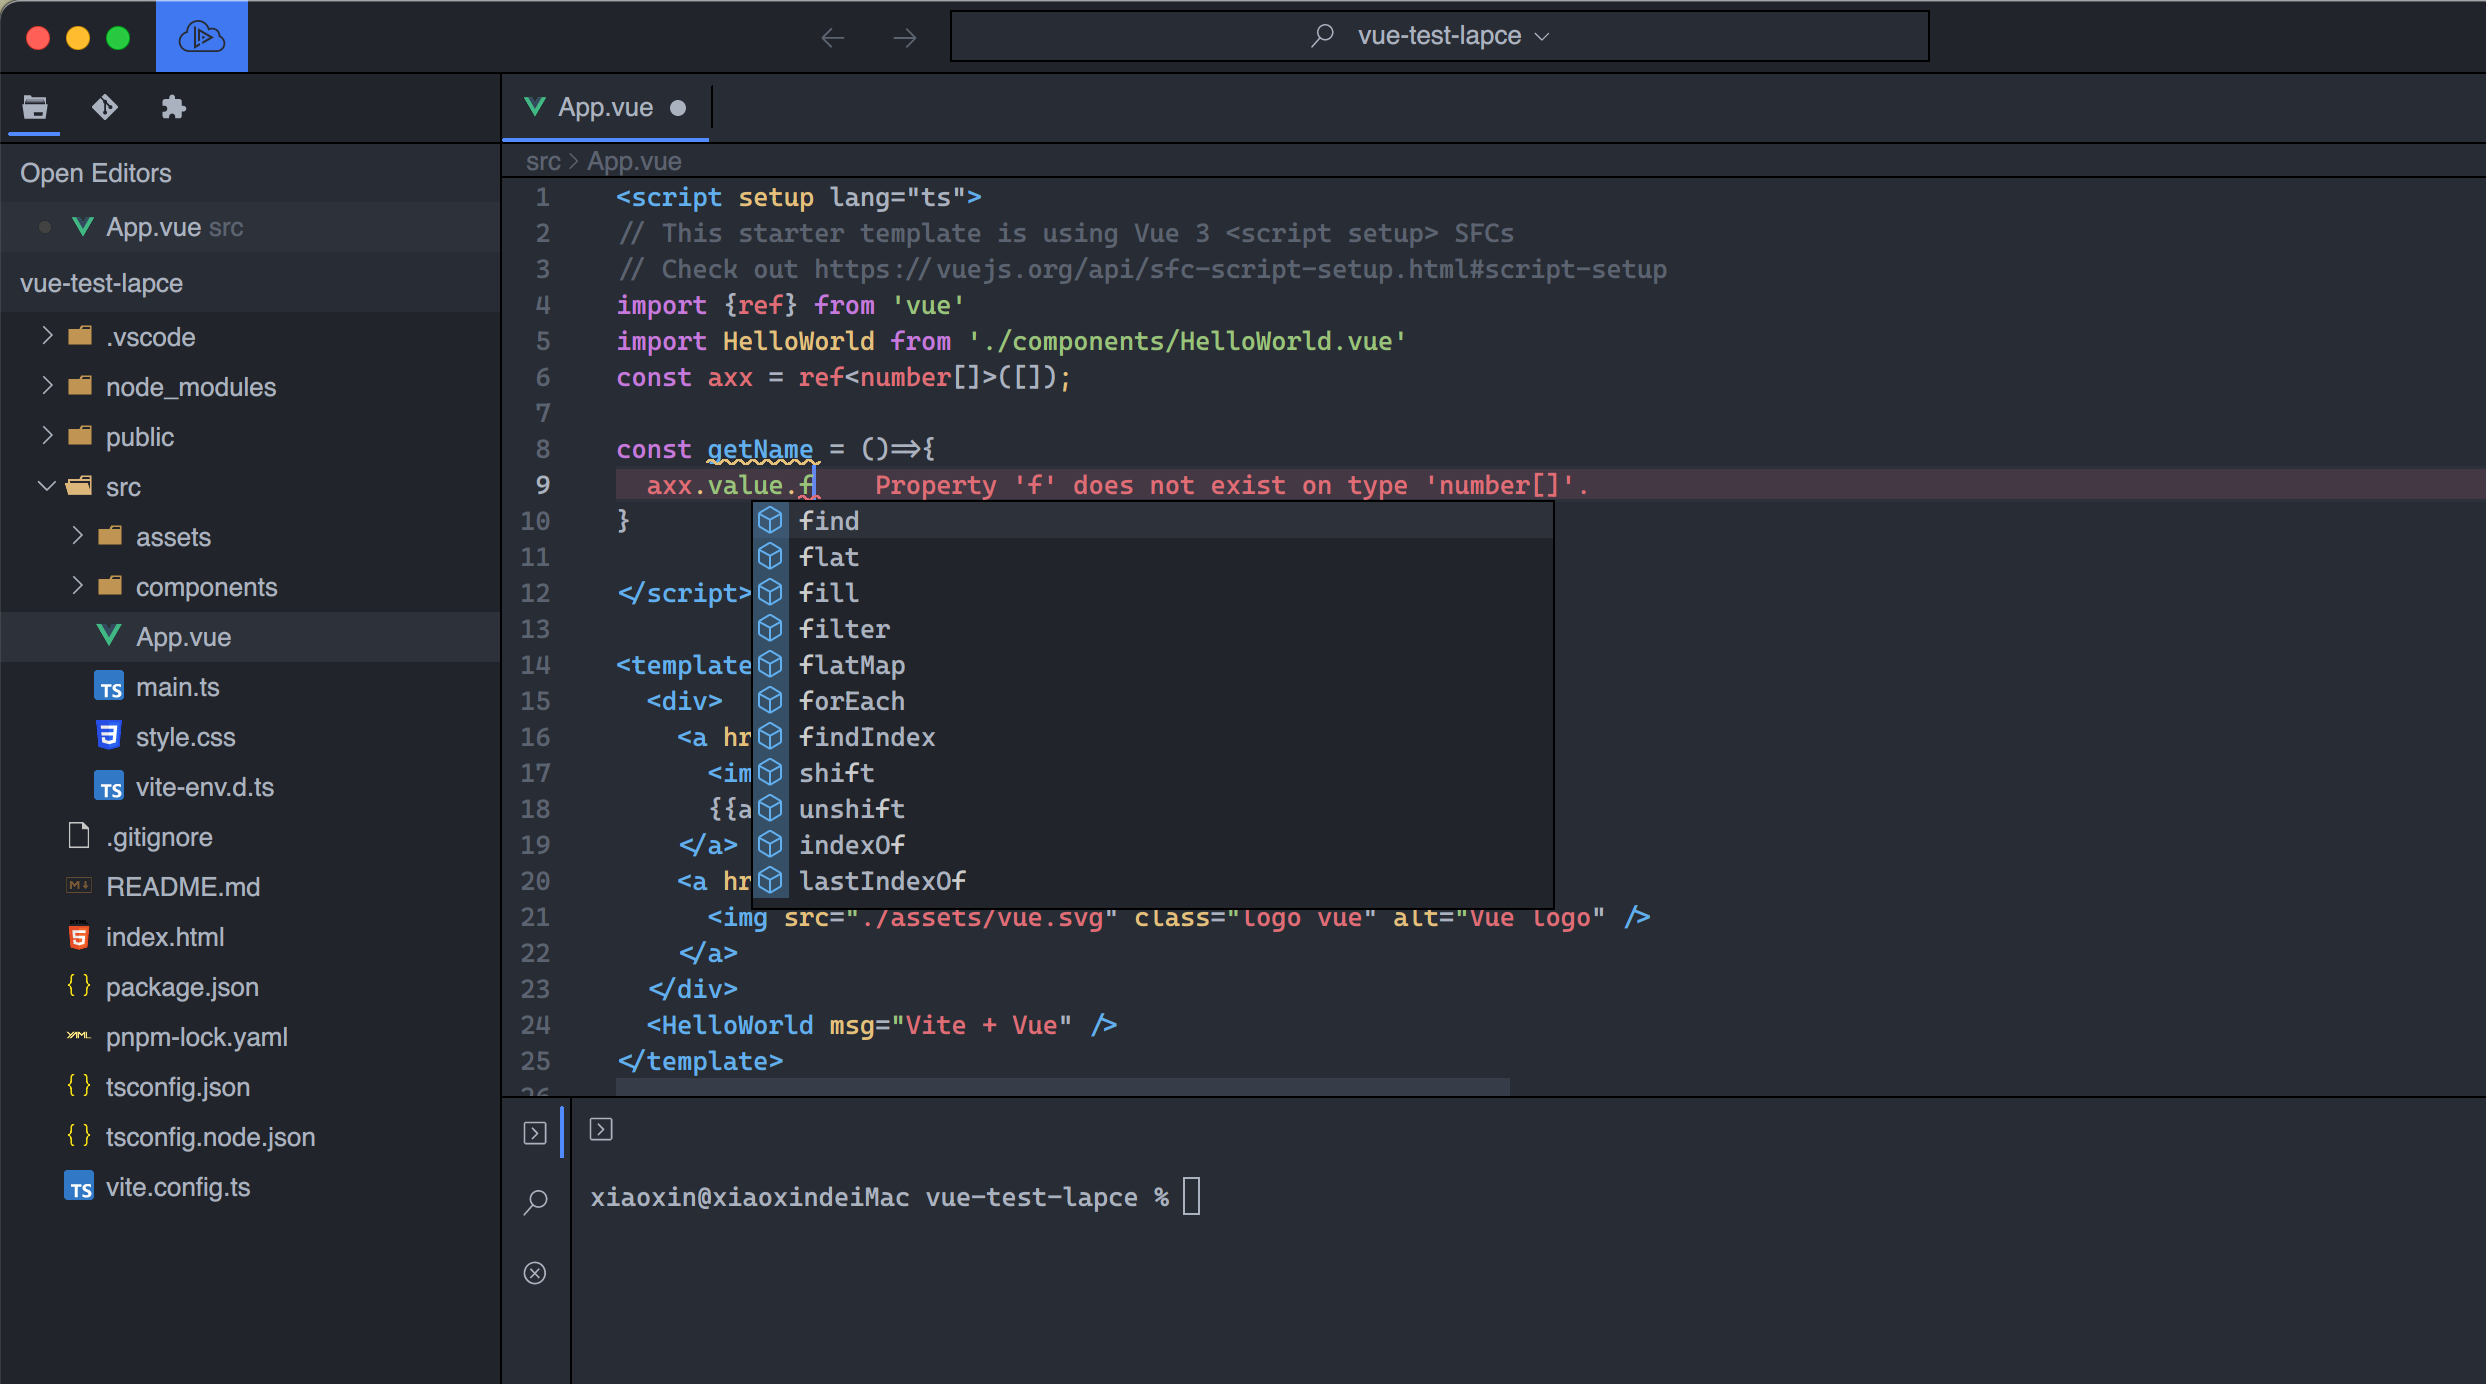 vue-test-lapce
App.vue
Open Editors
App.vue src
vue-test-lapce
.vscode
node_modules
public
src
assets
components
App.vue
TS main.ts
style.css
TS vite-env.d.ts
.gitignore
README.md
index.html
{ } package.json
YAML pnpm-lock.yaml
{ } tsconfig.json
{ } tsconfig.node.json
TS vite.config.ts
src > App.vue
1 <script setup lang="ts">
2 // This starter template is using Vue 3 <script setup> SFCs
3 // Check out https://vuejs.org/api/sfc-script-setup.html#script-setup
4 import {ref} from 'vue'
5 import HelloWorld from './components/HelloWorld.vue'
6 const axx = ref<number[]>([]);
7
8 const getName = ()=>{
9 axx.value.f Property 'f' does not exist on type 'number[]'.
10 }
11
12 </script>
13
14 <template
15 <div>
16 <a hr
17 <im
18 {{a
19 </a>
20 <a hr
21 <img src="./assets/vue.svg" class="logo vue" alt="Vue logo" />
22 </a>
23 </div>
24 <HelloWorld msg="Vite + Vue" />
25 </template>
26
find
flat
fill
filter
flatMap
forEach
findIndex
shift
unshift
indexOf
lastIndexOf
xiaoxin@xiaoxindeiMac vue-test-lapce %